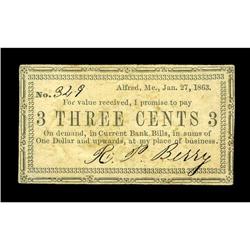 Alfred, Me., Jan. 27, 1863.
No. 329
For value received, I promise to pay
3 THREE CENTS 3
On demand, in Current Bank Bills, in sums of
One Dollar and upwards, at my place of business.
H. P. Berry